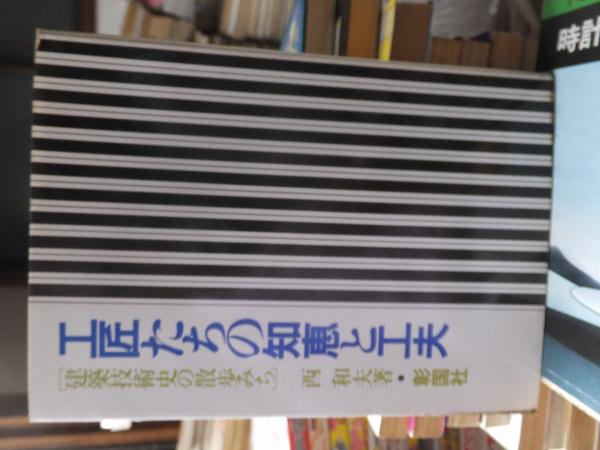 工匠たちの知恵と工夫
［建築技術史の散歩みち］ 西 和夫著・彰国社
時計